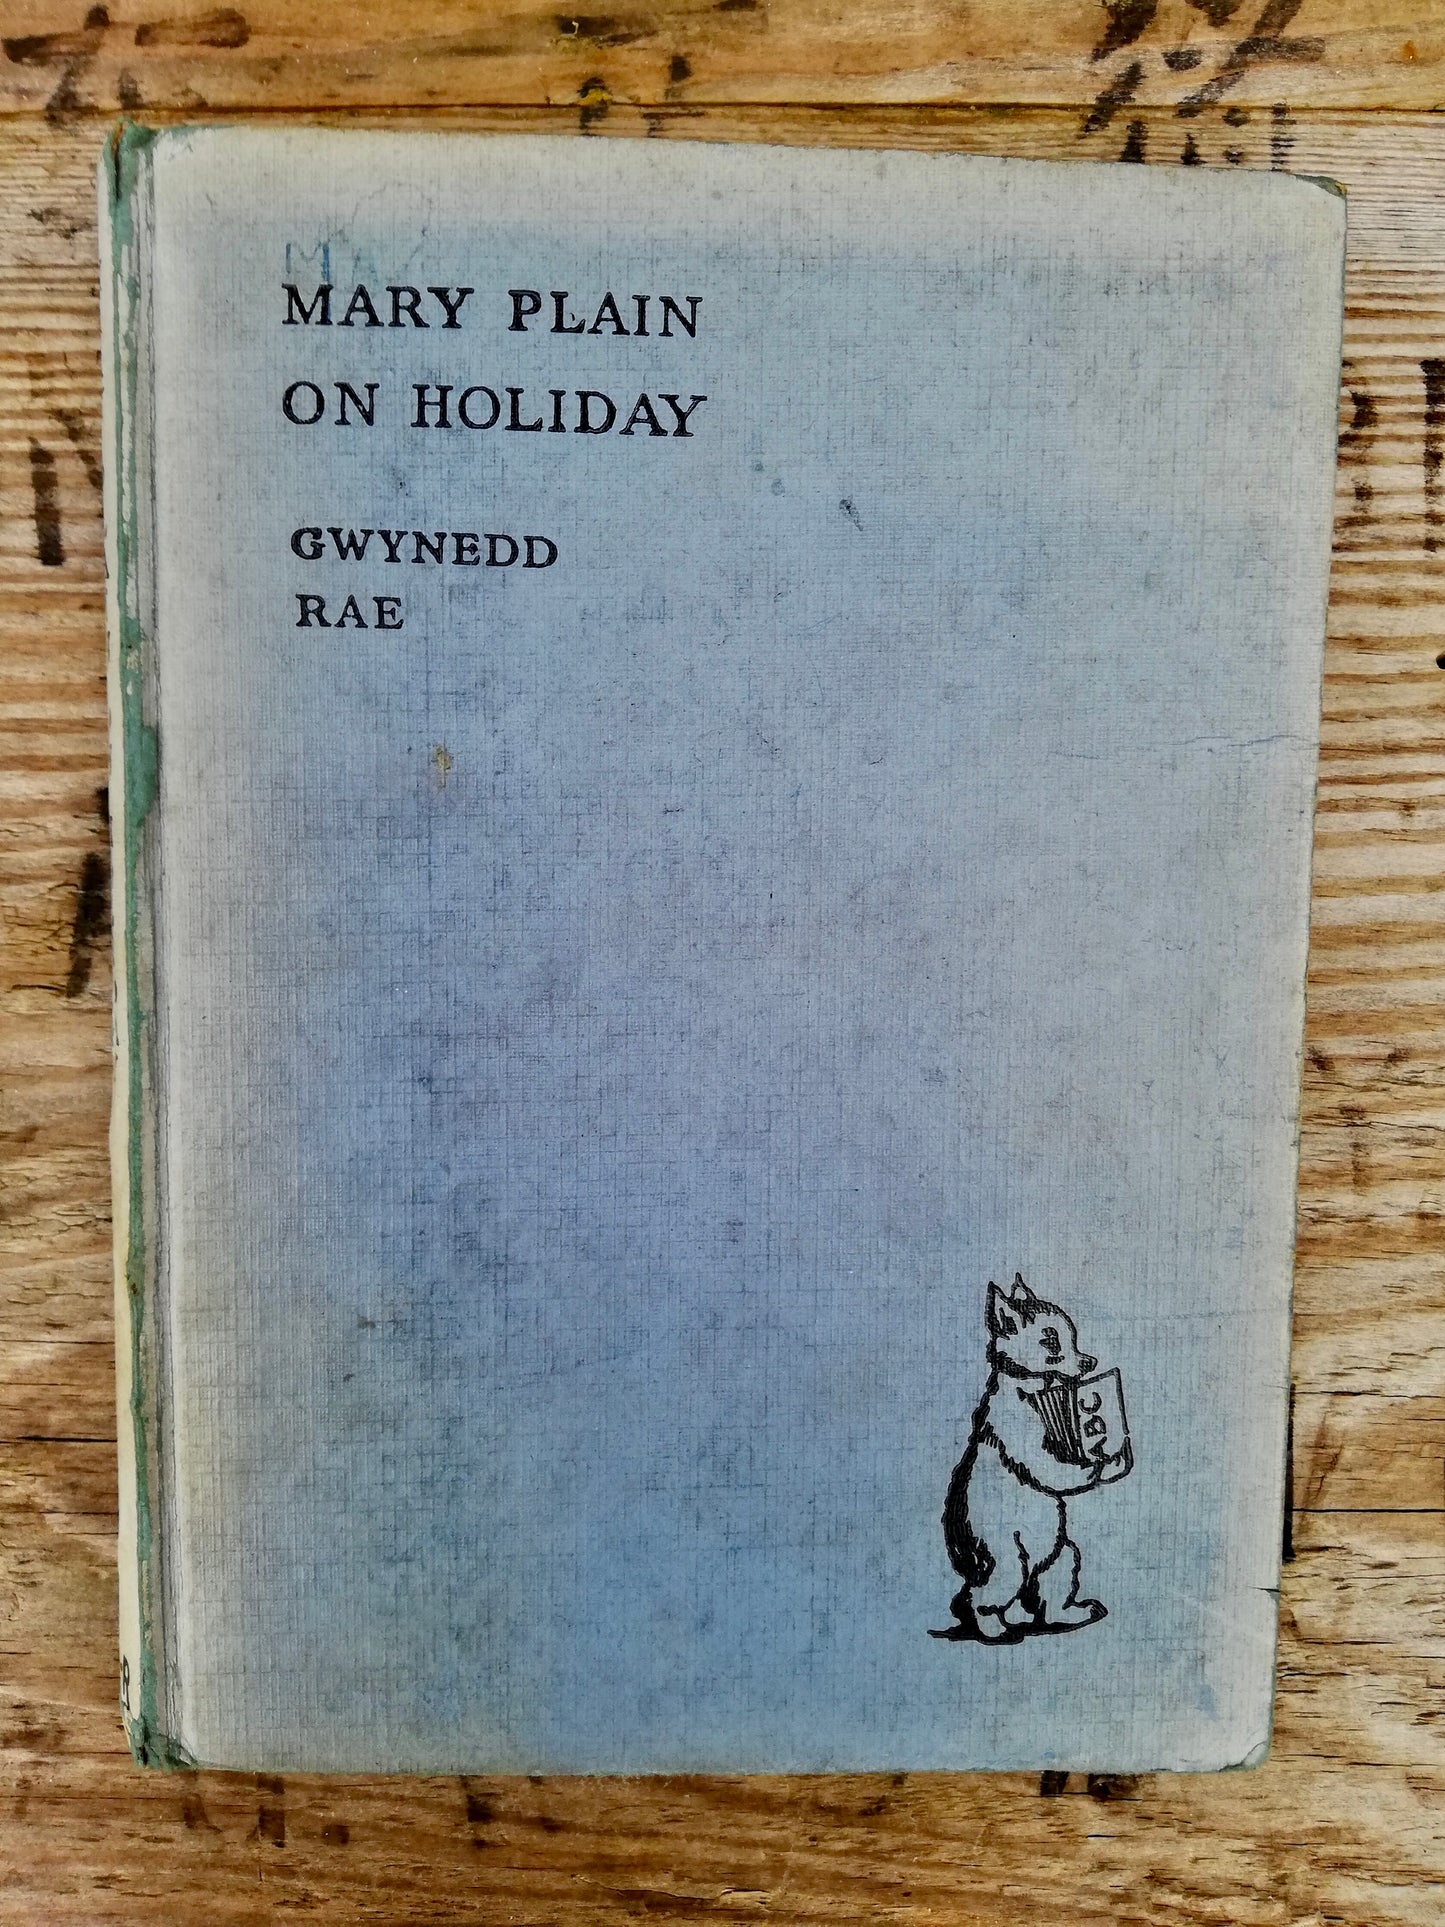 MARY PLAIN
ON HOLIDAY
GWYNEDD
RAE
ABC